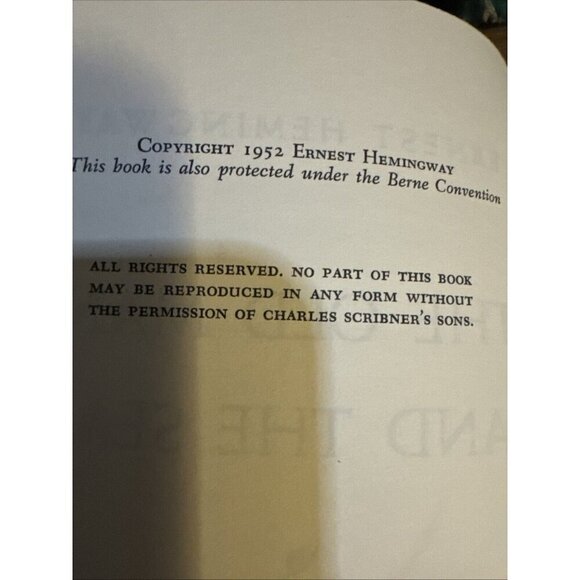 COPYRIGHT 1952 ERNEST HEMINGWAY
This book is also protected under the Berne Convention
ALL RIGHTS RESERVED. NO PART OF THIS BOOK
MAY BE REPRODUCED IN ANY FORM WITHOUT
THE PERMISSION OF CHARLES SCRIBNER'S SONS.